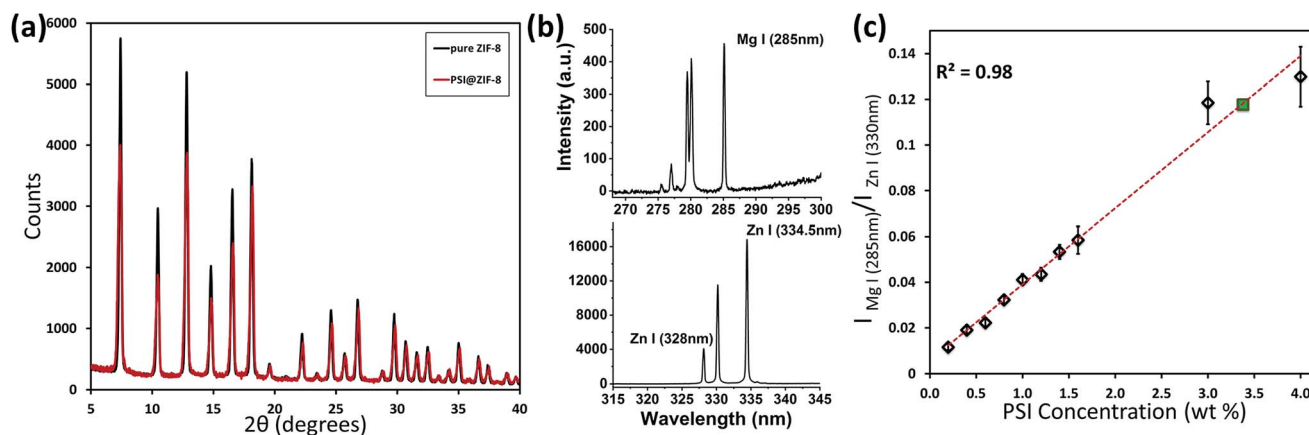 (a)
6000
5000
4000
3000
2000
1000
0
Counts
pure ZIF-8
PSI@ZIF-8
5 10 15 20 25 30 35 40
2θ (degrees)
(b)
500
400
300
200
100
0
Intensity (a.u.)
Mg I (285nm)
270 275 280 285 290 295 300
16000
12000
8000
4000
0
Zn I (334.5nm)
Zn I (328nm)
315 320 325 330 335 340 345
Wavelength (nm)
(c)
0.14
0.12
0.1
0.08
0.06
0.04
0.02
0
I Mg I (285nm)/I Zn I (330nm)
R² = 0.98
0.0 0.5 1.0 1.5 2.0 2.5 3.0 3.5 4.0
PSI Concentration (wt %)